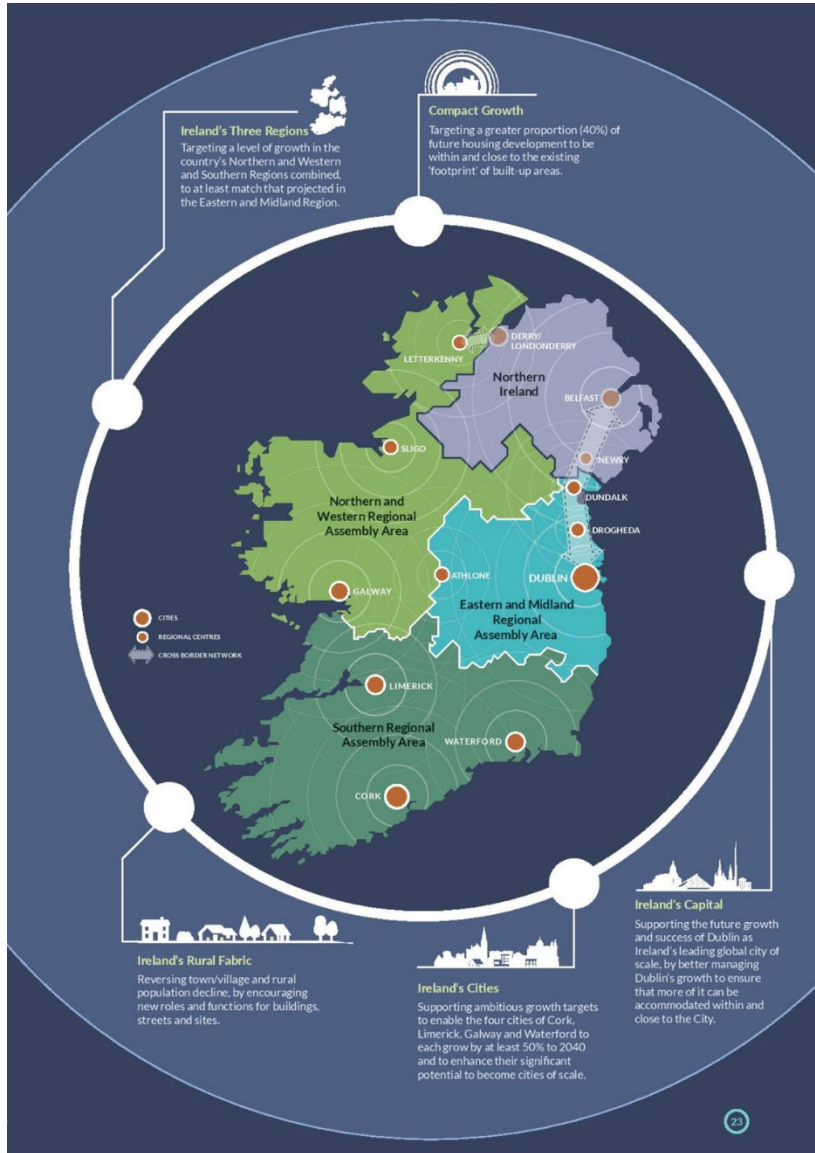 Ireland's Three Regions
Targeting a level of growth in the
country's Northern and Western
and Southern Regions combined,
to at least match that projected in
the Eastern and Midland Region.
Compact Growth
Targeting a greater proportion (40%) of
future housing development to be
within and close to the existing
'footprint' of built-up areas.
LETTERKENNY
DERRY/
LONDONDERRY
Northern
Ireland
BELFAST
SLIGO
NEWRY
DUNDALK
Northern and
Western Regional
Assembly Area
DROGHEDA
ATHLONE
DUBLIN
GALWAY
Eastern and Midland
Regional
Assembly Area
CITIES
REGIONAL CENTRES
CROSS BORDER NETWORK
LIMERICK
Southern Regional
Assembly Area
WATERFORD
CORK
Ireland's Rural Fabric
Reversing town/village and rural
population decline, by encouraging
new roles and functions for buildings,
streets and sites.
Ireland's Cities
Supporting ambitious growth targets
to enable the four cities of Cork,
Limerick, Galway and Waterford to
each grow by at least 50% to 2040
and to enhance their significant
potential to become cities of scale.
Ireland's Capital
Supporting the future growth
and success of Dublin as
Ireland's leading global city of
scale, by better managing
Dublin's growth to ensure
that more of it can be
accommodated within and
close to the City.
23